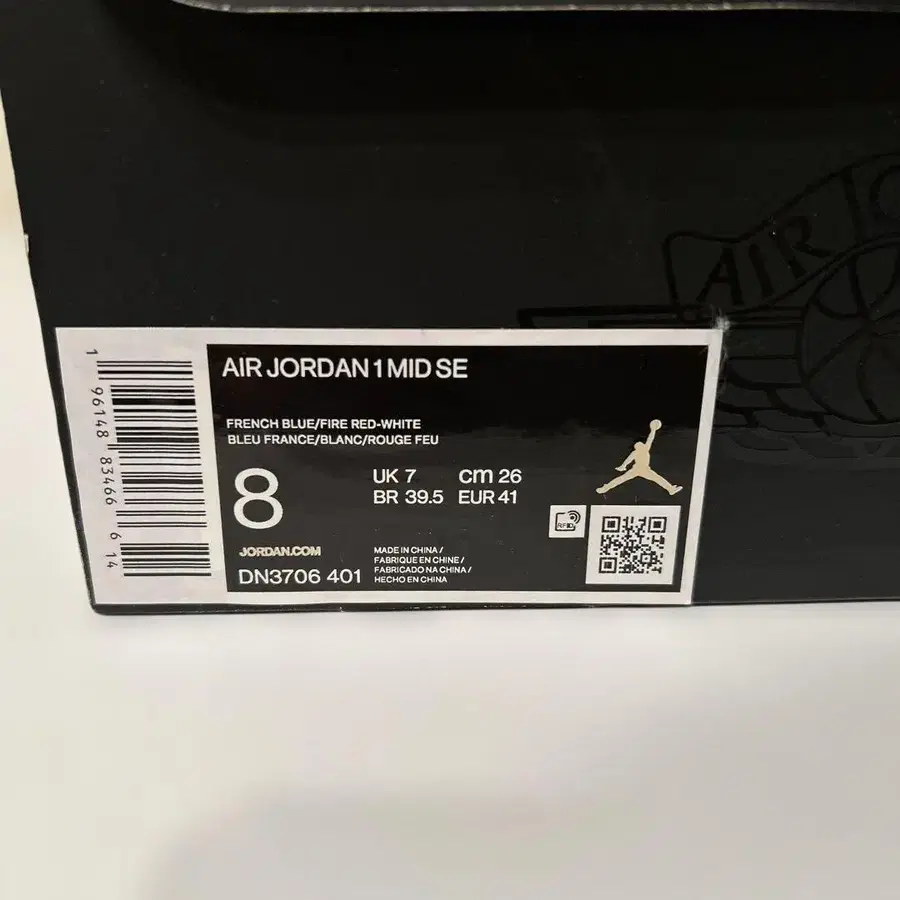 AIR JO
AIR JORDAN 1 MID SE
FRENCH BLUE/FIRE RED-WHITE
BLEU FRANCE/BLANC/ROUGE FEU
8
UK 7 cm 26
BR 39.5 EUR 41
RFID
JORDAN.COM
DN3706 401
MADE IN CHINA /
FABRIQUE EN CHINE /
FABRICADO NA CHINA /
HECHO EN CHINA
1 96148 83466 6 14